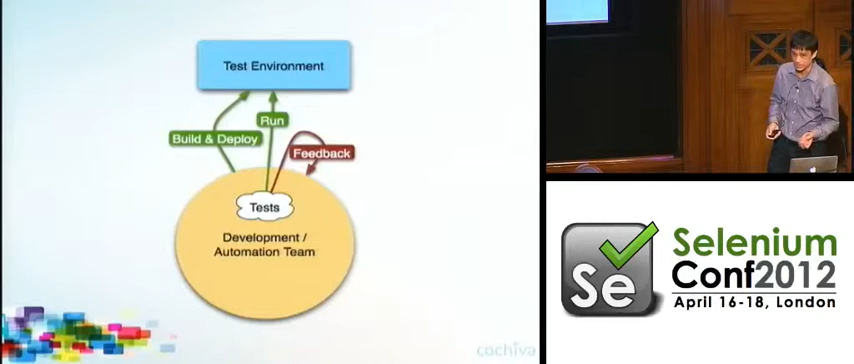 Test Environment
Build & Deploy
Run
Feedback
Tests
Development /
Automation Team
cochiva
Se
Selenium
Conf2012
April 16-18, London